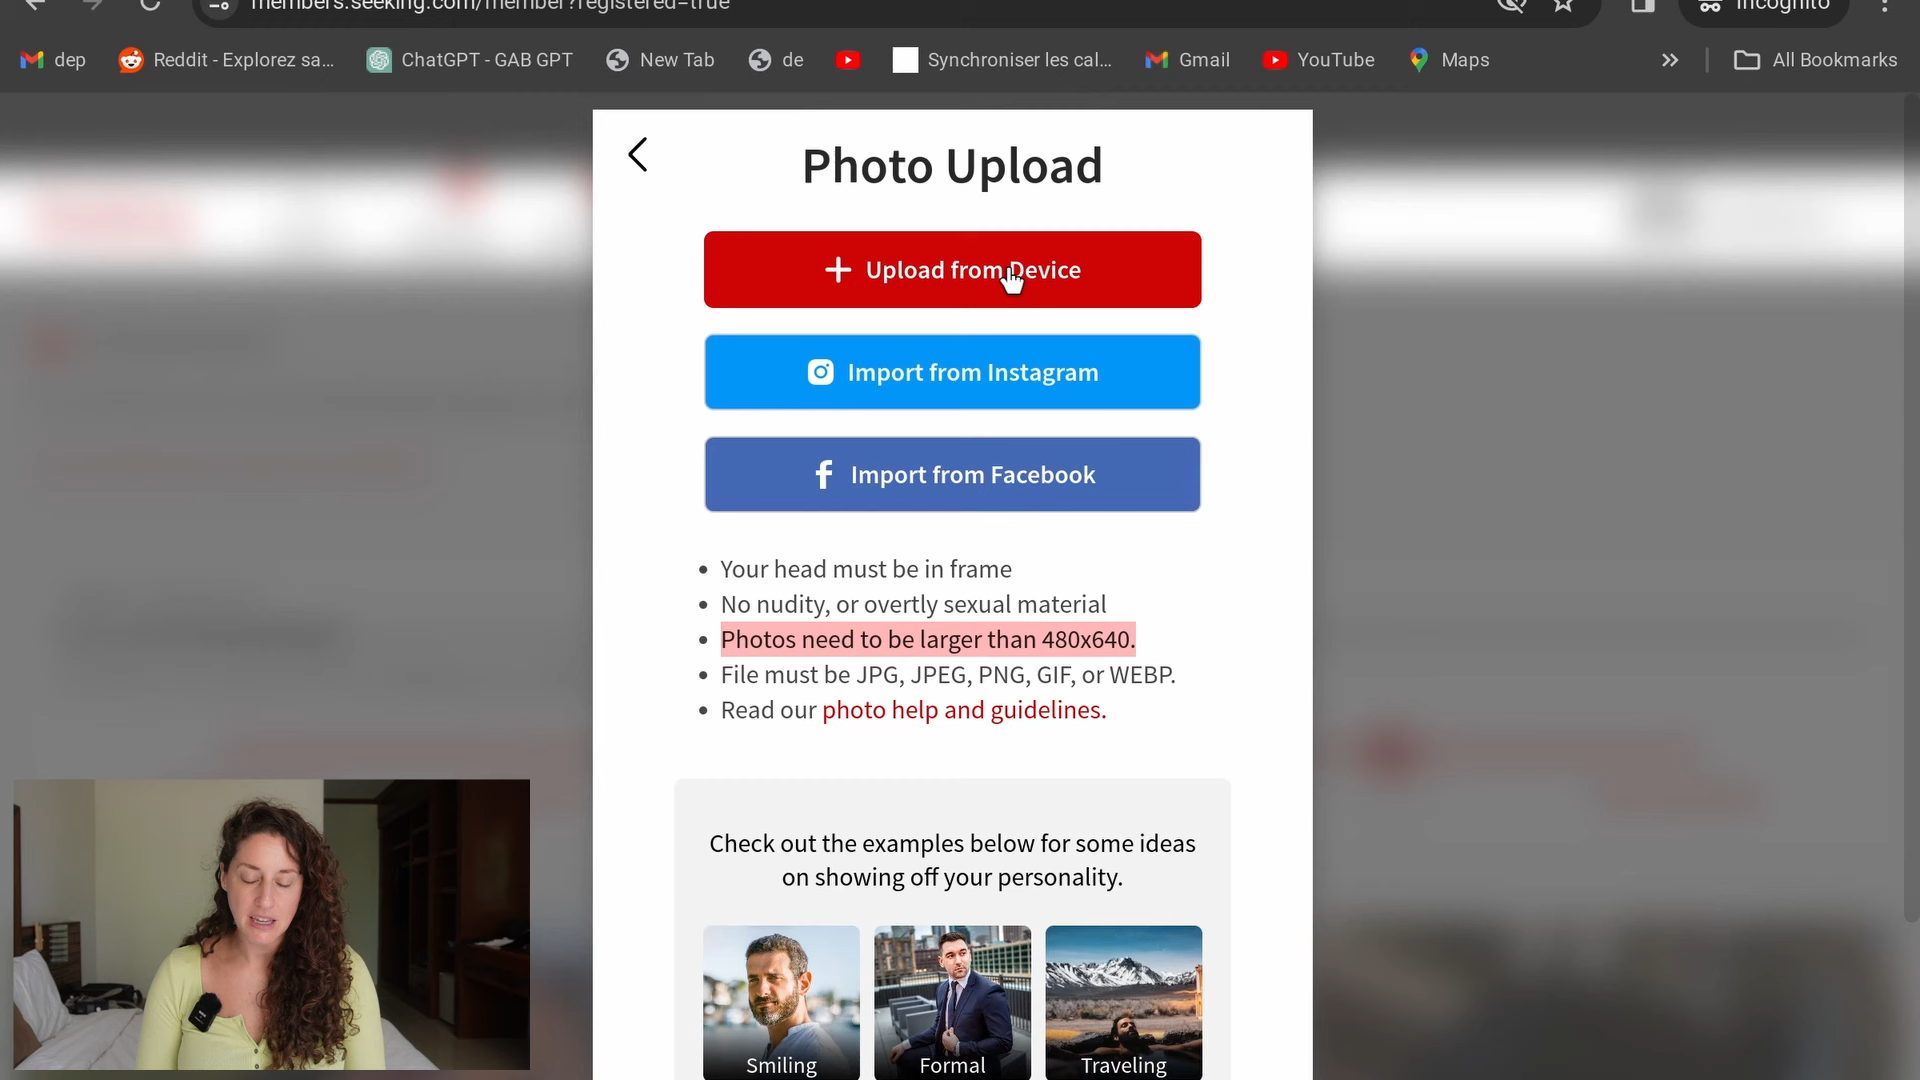 members.seeking.com/member?registered=true
Incognito
dep
Reddit - Explorez sa...
ChatGPT - GAB GPT
New Tab
de
Synchroniser les cal...
Gmail
YouTube
Maps
All Bookmarks
Photo Upload
Upload from Device
Import from Instagram
Import from Facebook
• Your head must be in frame
• No nudity, or overtly sexual material
• Photos need to be larger than 480x640.
• File must be JPG, JPEG, PNG, GIF, or WEBP.
• Read our photo help and guidelines.
Check out the examples below for some ideas
on showing off your personality.
Smiling
Formal
Traveling